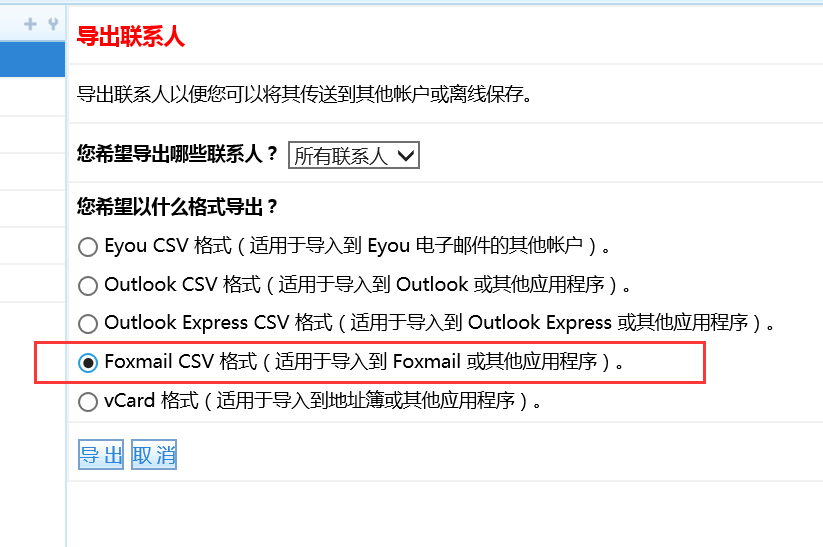 导出联系人
导出联系人以便您可以将其传送到其他帐户或离线保存。
您希望导出哪些联系人？ 所有联系人
您希望以什么格式导出？
Eyou CSV 格式（适用于导入到 Eyou 电子邮件的其他帐户）。
Outlook CSV 格式（适用于导入到 Outlook 或其他应用程序）。
Outlook Express CSV 格式（适用于导入到 Outlook Express 或其他应用程序）。
Foxmail CSV 格式（适用于导入到 Foxmail 或其他应用程序）。
vCard 格式（适用于导入到地址簿或其他应用程序）。
导出 取消